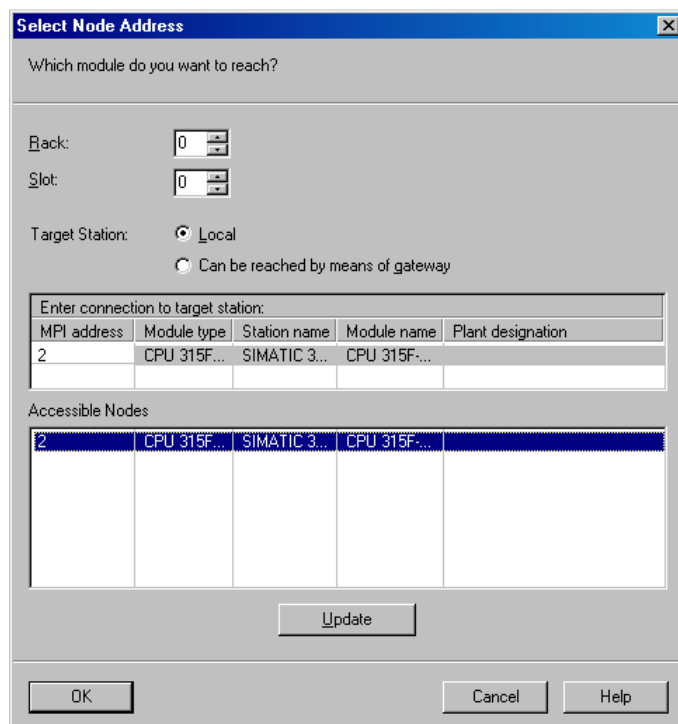 Select Node Address
Which module do you want to reach?
Rack: 0
Slot: 0
Target Station: Local
Can be reached by means of gateway
Enter connection to target station:
MPI address Module type Station name Module name Plant designation
2 CPU 315F... SIMATIC 3... CPU 315F-...
Accessible Nodes
2 CPU 315F... SIMATIC 3... CPU 315F-...
Update
OK Cancel Help